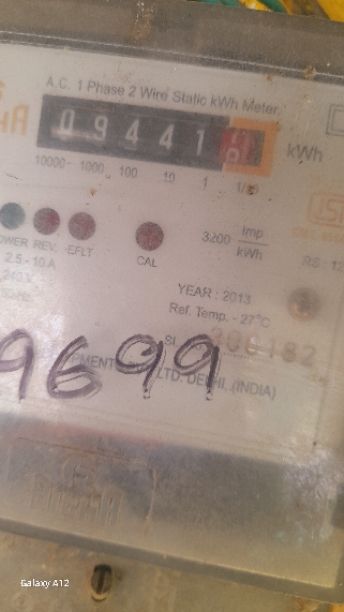 A.C. 1 Phase 2 Wire Static kWh Meter
09441
kWh
10000 1000 100 10 1 1/10
3200 Imp/kWh
REV. EFLT
CAL
2.5 - 10 A
240 V
YEAR : 2013
Ref. Temp. - 27°C
9699
LTD. DELHI, (INDIA)
Galaxy A12